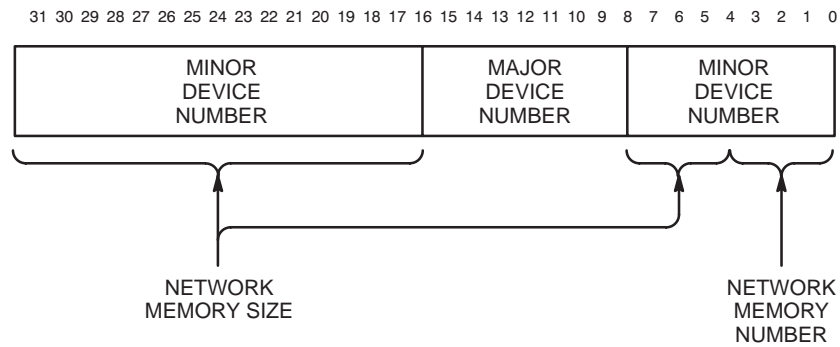 31 30 29 28 27 26 25 24 23 22 21 20 19 18 17 16 15 14 13 12 11 10 9 8 7 6 5 4 3 2 1 0
MINOR
DEVICE
NUMBER
MAJOR
DEVICE
NUMBER
MINOR
DEVICE
NUMBER
NETWORK
MEMORY SIZE
NETWORK
MEMORY
NUMBER